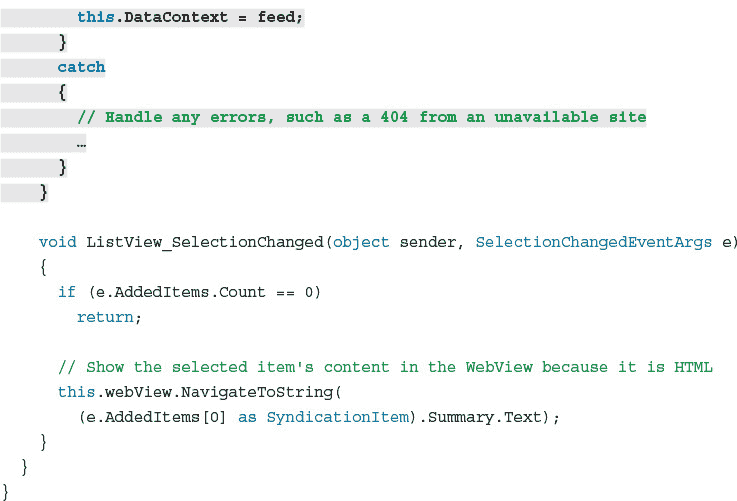 this.DataContext = feed;
      }
      catch
      {
        // Handle any errors, such as a 404 from an unavailable site
        …
      }
    }

    void ListView_SelectionChanged(object sender, SelectionChangedEventArgs e)
    {
      if (e.AddedItems.Count == 0)
        return;

      // Show the selected item's content in the WebView because it is HTML
      this.webView.NavigateToString(
        (e.AddedItems[0] as SyndicationItem).Summary.Text);
    }
  }
}